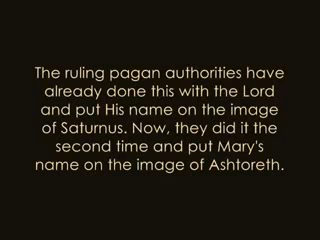 The ruling pagan authorities have
already done this with the Lord
and put His name on the image
of Saturnus. Now, they did it the
second time and put Mary's
name on the image of Ashtoreth.